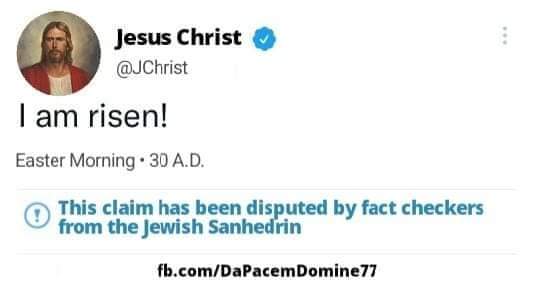 Jesus Christ
@JChrist
I am risen!
Easter Morning • 30 A.D.
This claim has been disputed by fact checkers
from the Jewish Sanhedrin
fb.com/DaPacemDomine77